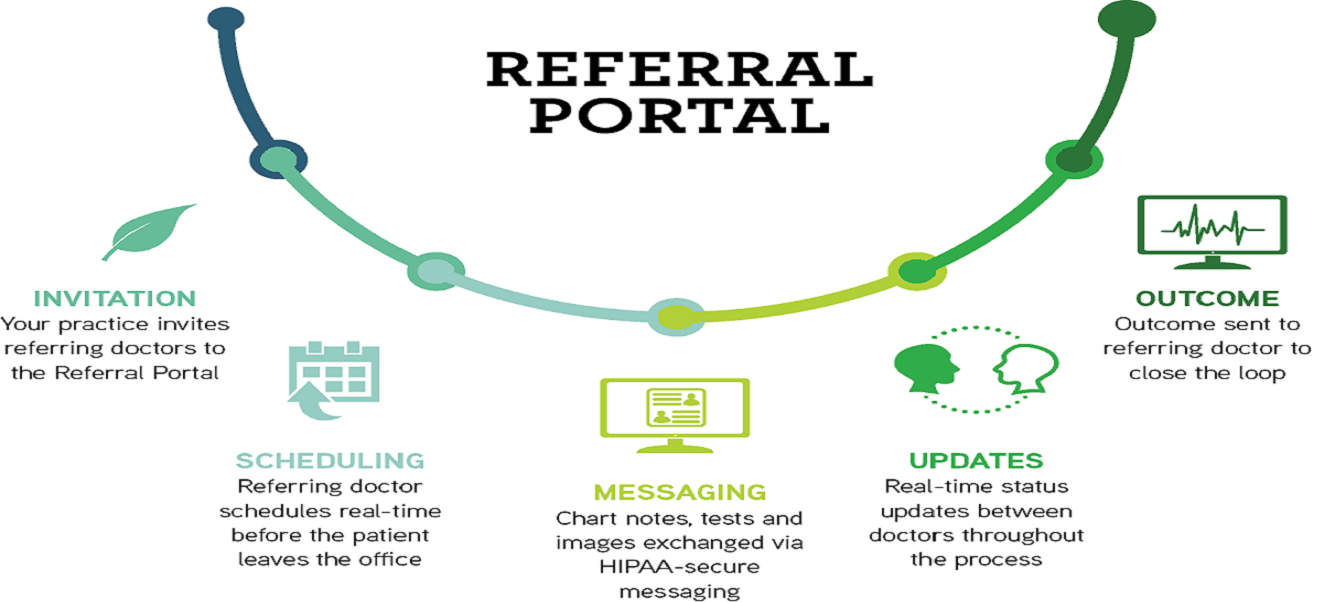 REFERRAL
PORTAL
INVITATION
Your practice invites
referring doctors to
the Referral Portal
SCHEDULING
Referring doctor
schedules real-time
before the patient
leaves the office
MESSAGING
Chart notes, tests and
images exchanged via
HIPAA-secure
messaging
UPDATES
Real-time status
updates between
doctors throughout
the process
OUTCOME
Outcome sent to
referring doctor to
close the loop